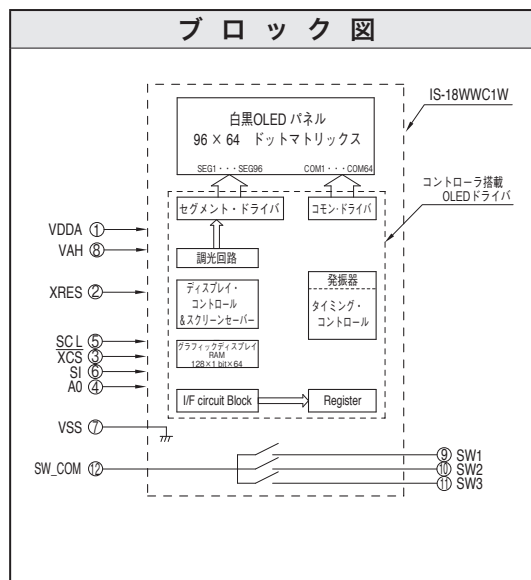 ブロック図
IS-18WWC1W
白黒OLED パネル
96 × 64 ドットマトリックス
SEG1・・・SEG96 COM1・・・COM64
コントローラ搭載
OLEDドライバ
セグメント・ドライバ コモン・ドライバ
VDDA ①
VAH ⑧
調光回路
XRES ②
ディスプレイ・
コントロール
&スクリーンセーバー
発振器
タイミング・
コントロール
SCL ⑤
XCS ③
SI ⑥
A0 ④
グラフィックディスプレイ
RAM
128×1 bit×64
I/F circuit Block Register
VSS ⑦
SW_COM ⑫
⑨ SW1
⑩ SW2
⑪ SW3